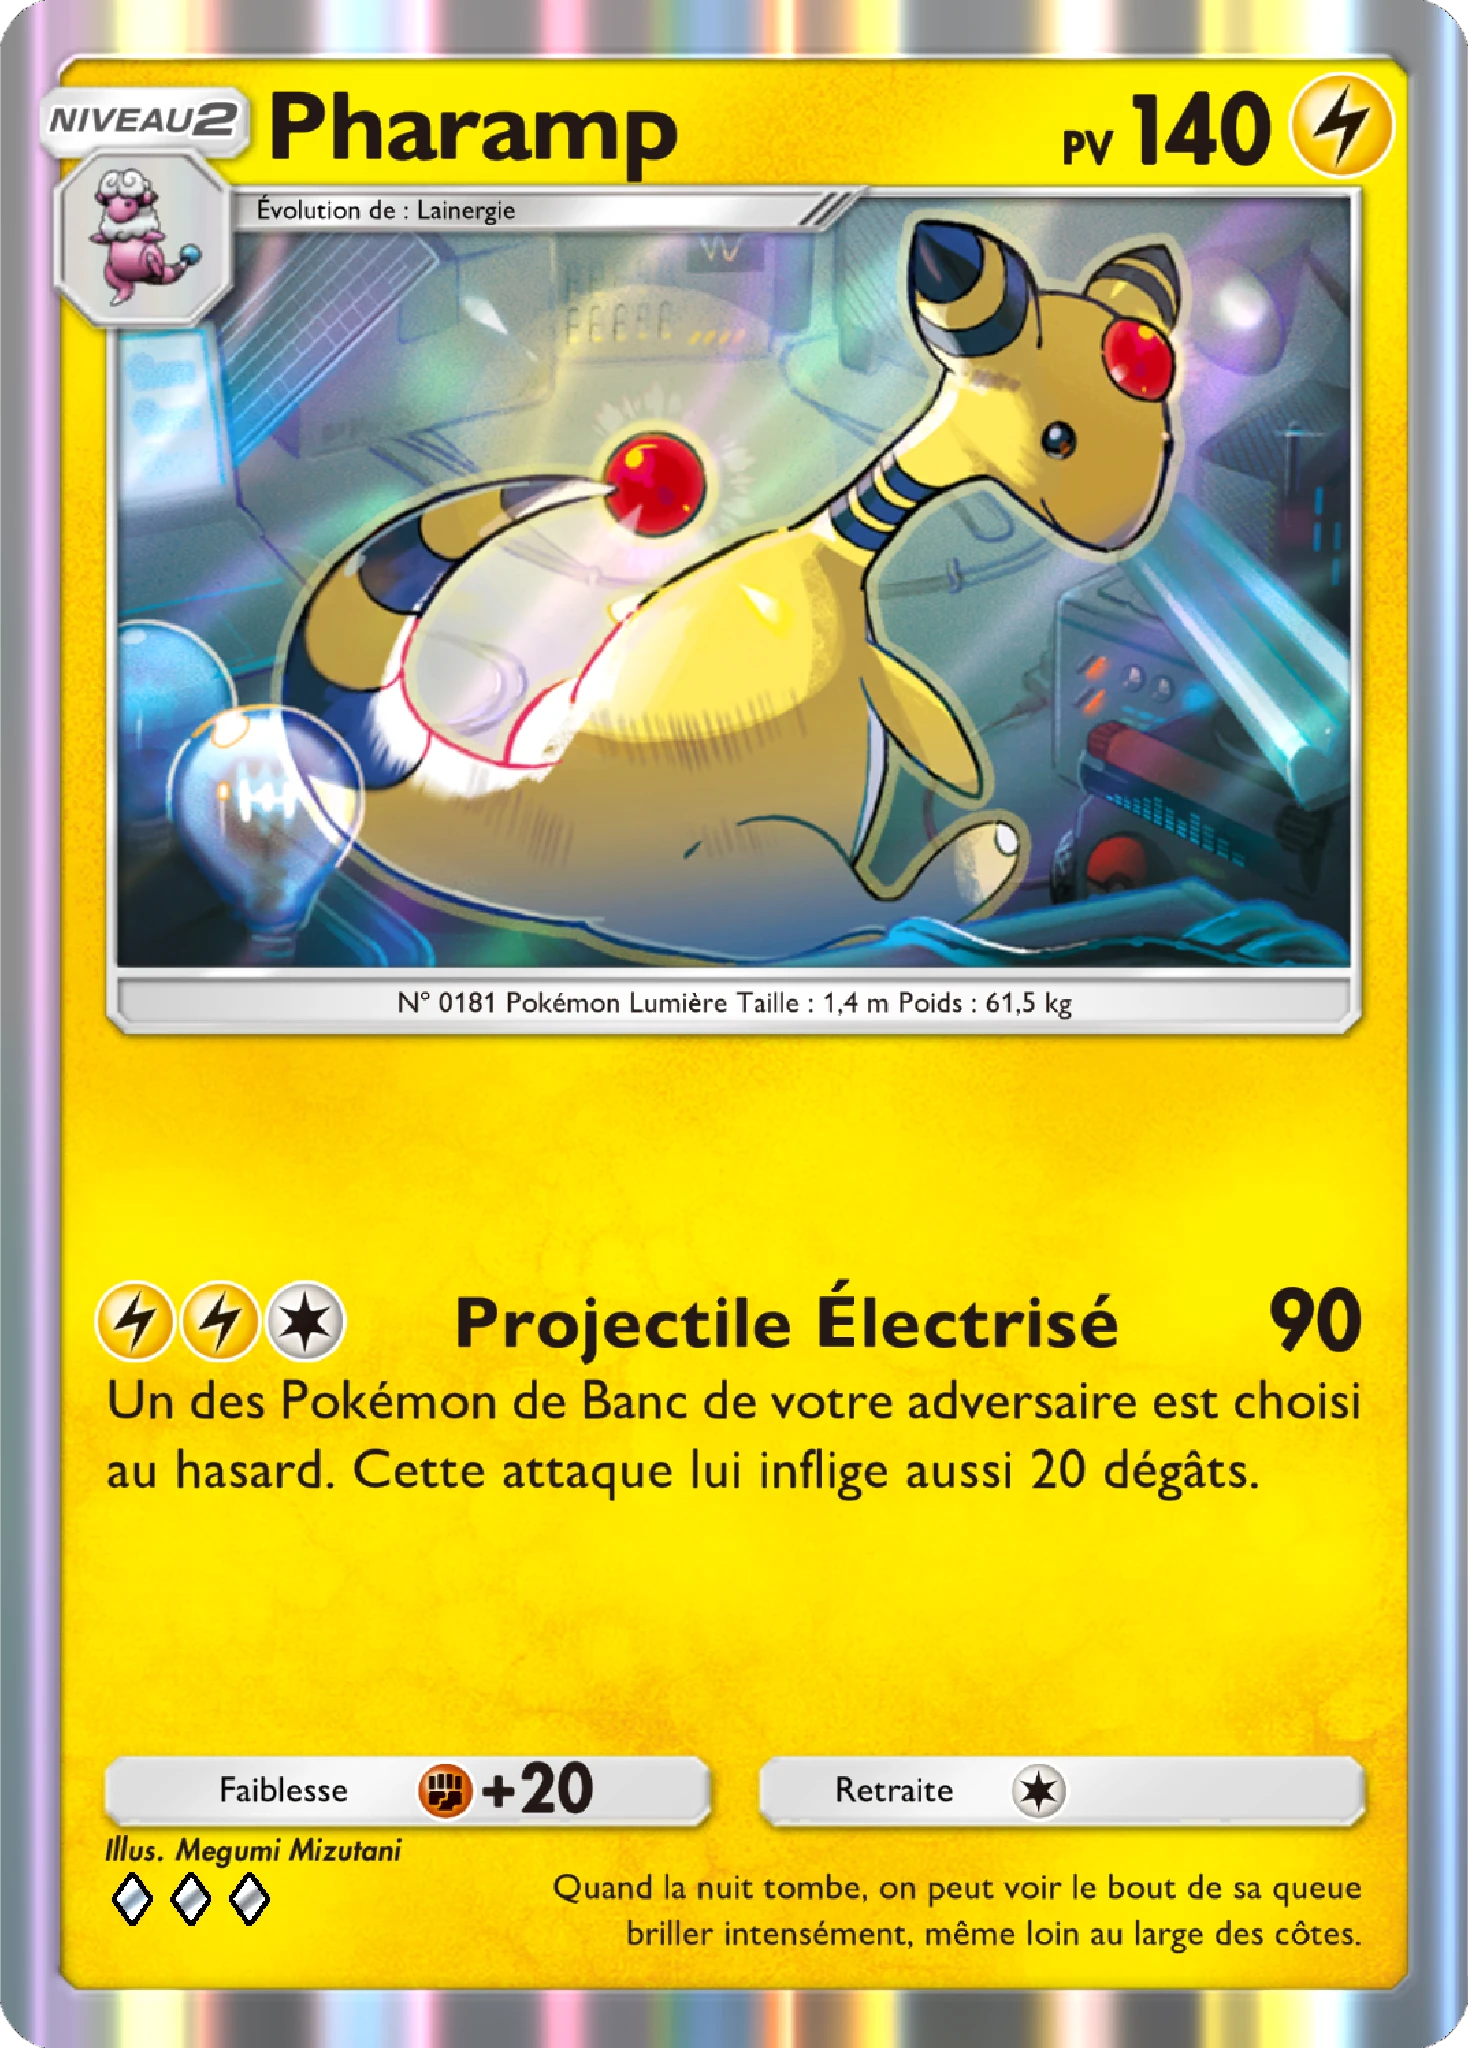 NIVEAU2
Pharamp
PV 140
Évolution de : Lainergie
N° 0181 Pokémon Lumière Taille : 1,4 m Poids : 61,5 kg
Projectile Électrisé 90
Un des Pokémon de Banc de votre adversaire est choisi
au hasard. Cette attaque lui inflige aussi 20 dégâts.
Faiblesse +20
Retraite
Illus. Megumi Mizutani
Quand la nuit tombe, on peut voir le bout de sa queue
briller intensément, même loin au large des côtes.